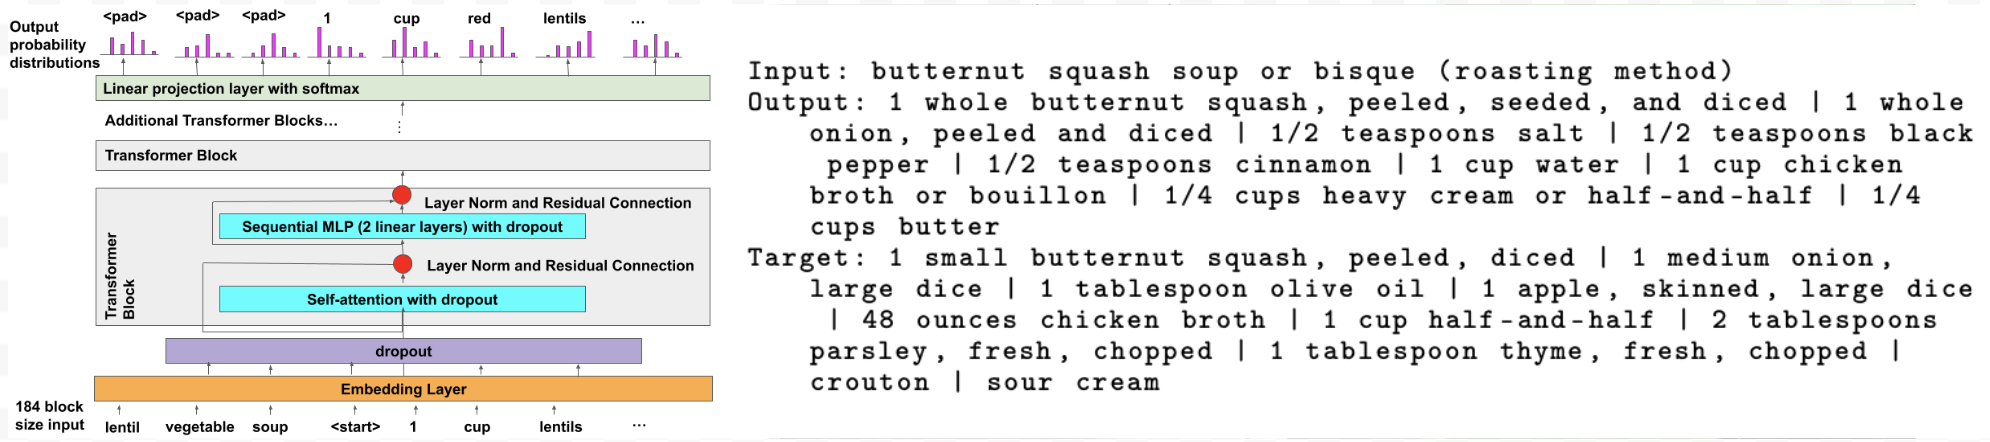 Output probability distributions
<pad> <pad> <pad> 1 cup red lentils ...
Linear projection layer with softmax
Additional Transformer Blocks...
Transformer Block
Layer Norm and Residual Connection
Sequential MLP (2 linear layers) with dropout
Layer Norm and Residual Connection
Self-attention with dropout
Transformer Block
dropout
Embedding Layer
184 block size input
lentil vegetable soup <start> 1 cup lentils ...
Input: butternut squash soup or bisque (roasting method)
Output: 1 whole butternut squash, peeled, seeded, and diced | 1 whole
onion, peeled and diced | 1/2 teaspoons salt | 1/2 teaspoons black
pepper | 1/2 teaspoons cinnamon | 1 cup water | 1 cup chicken
broth or bouillon | 1/4 cups heavy cream or half-and-half | 1/4
cups butter
Target: 1 small butternut squash, peeled, diced | 1 medium onion,
large dice | 1 tablespoon olive oil | 1 apple, skinned, large dice
| 48 ounces chicken broth | 1 cup half-and-half | 2 tablespoons
parsley, fresh, chopped | 1 tablespoon thyme, fresh, chopped |
crouton | sour cream